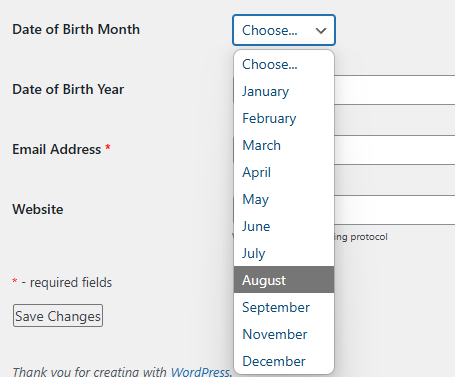 Date of Birth Month Choose...
Choose...
Date of Birth Year
January
February
Email Address *
March
April
May
Website
June
ing protocol
July
* - required fields
August
Save Changes
September
November
December
Thank you for creating with WordPress.